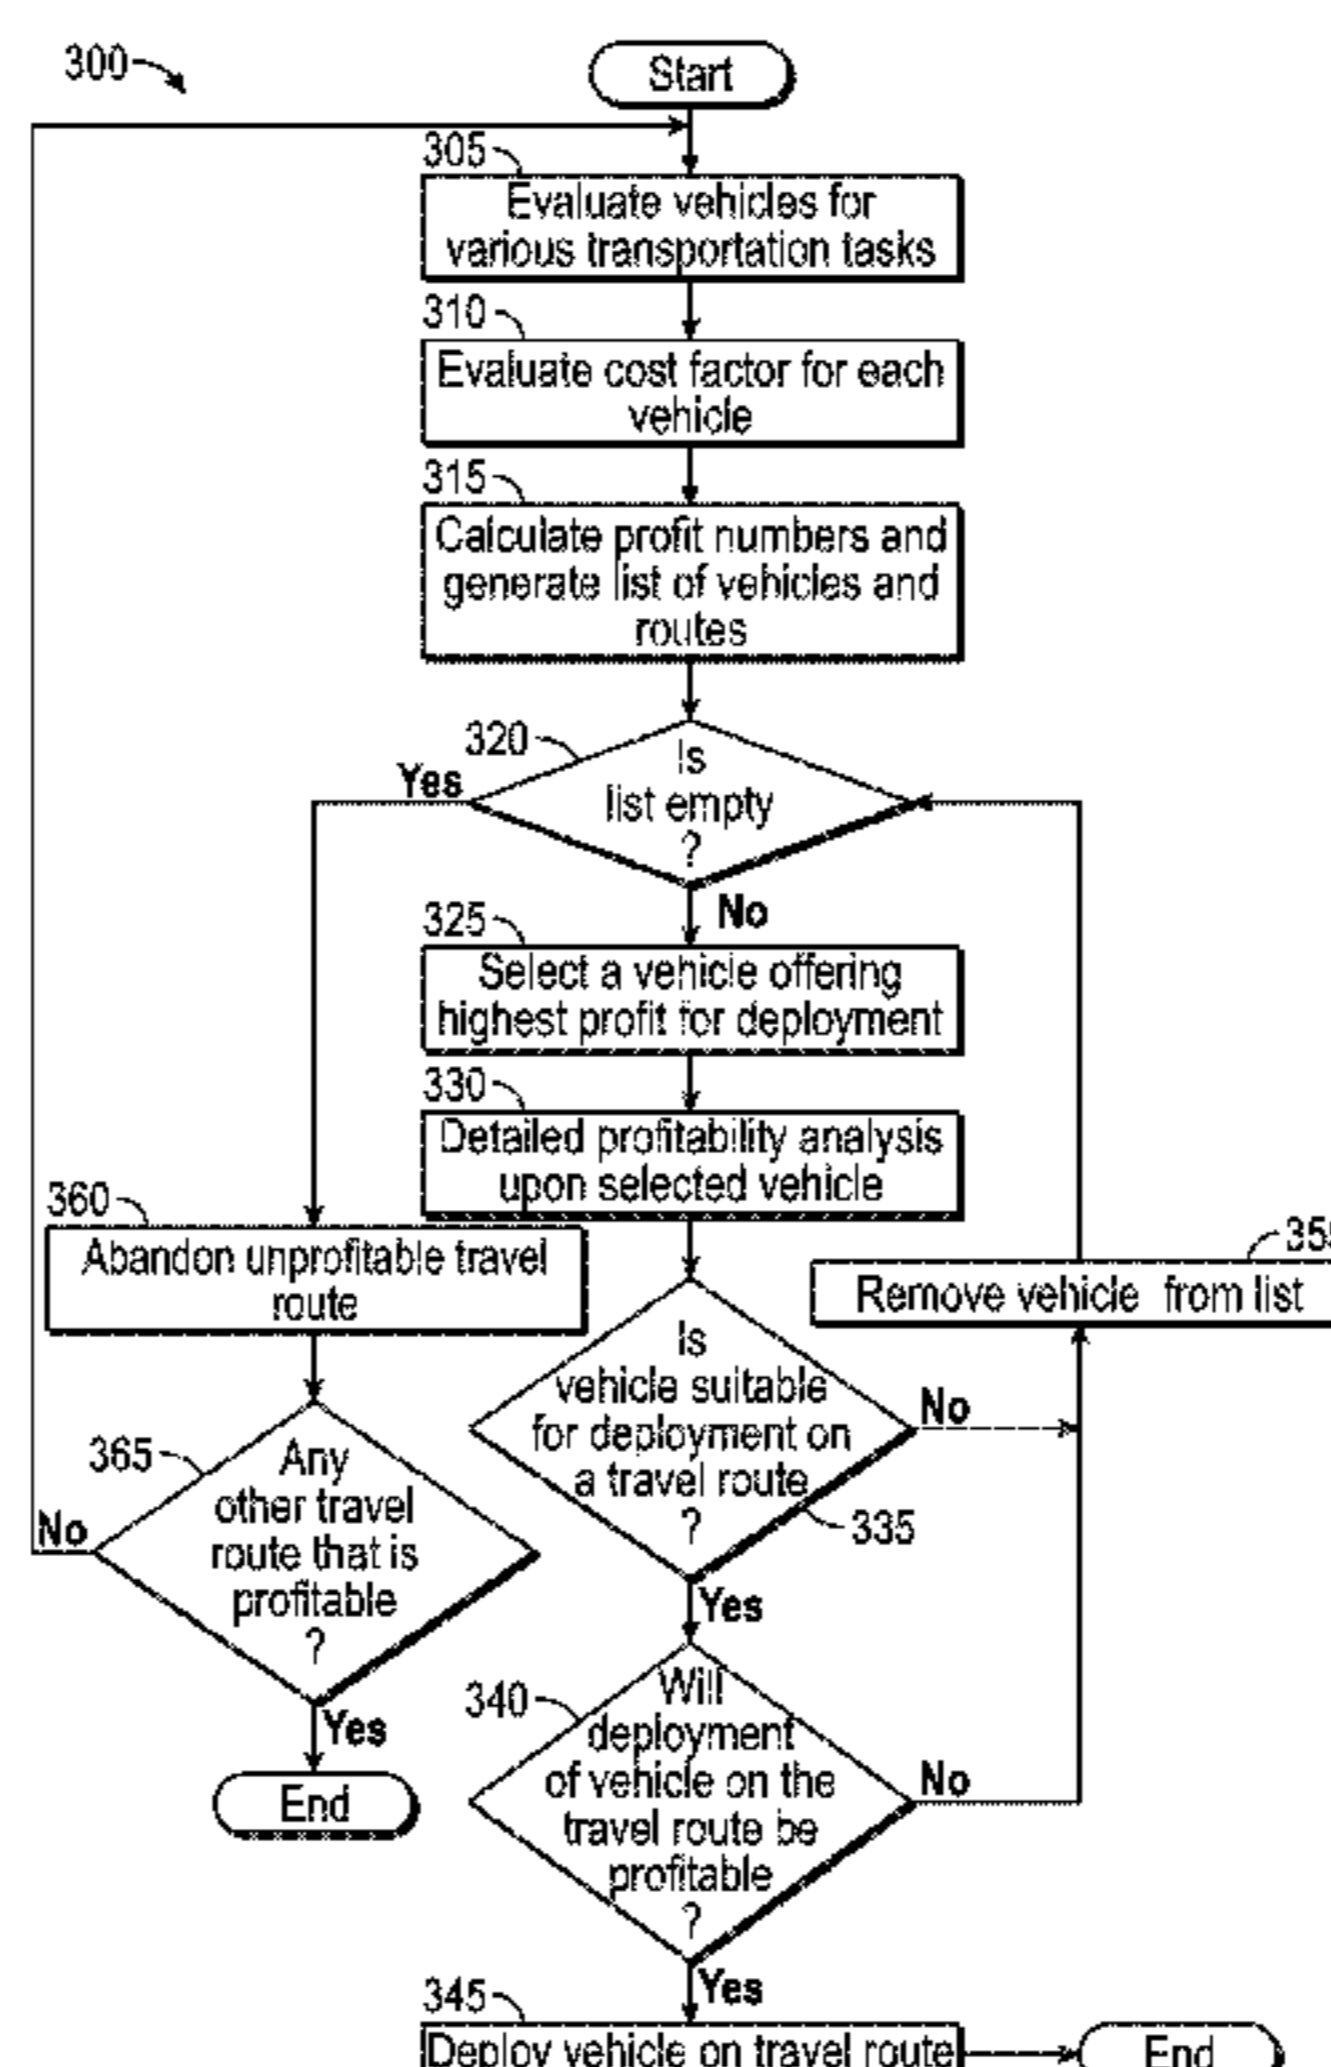 300
Start
305
Evaluate vehicles for
various transportation tasks
310
Evaluate cost factor for each
vehicle
315
Calculate profit numbers and
generate list of vehicles and
routes
320
Is
list empty
?
Yes
No
325
Select a vehicle offering
highest profit for deployment
330
Detailed profitability analysis
upon selected vehicle
360
Abandon unprofitable travel
route
Remove vehicle from list
Is
vehicle suitable
for deployment on
a travel route
?
No
335
Yes
365
Any
other travel
route that is
profitable
?
No
Yes
End
340
Will
deployment
of vehicle on the
travel route be
profitable
?
No
Yes
345
Deploy vehicle on travel route
End